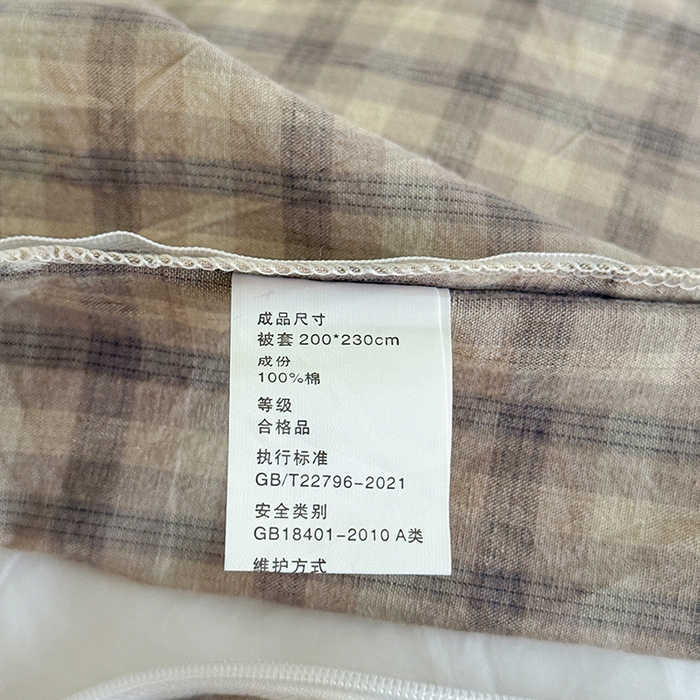 成品尺寸
被套 200*230cm
成份
100%棉
等级
合格品
执行标准
GB/T22796-2021
安全类别
GB18401-2010 A类
维护方式